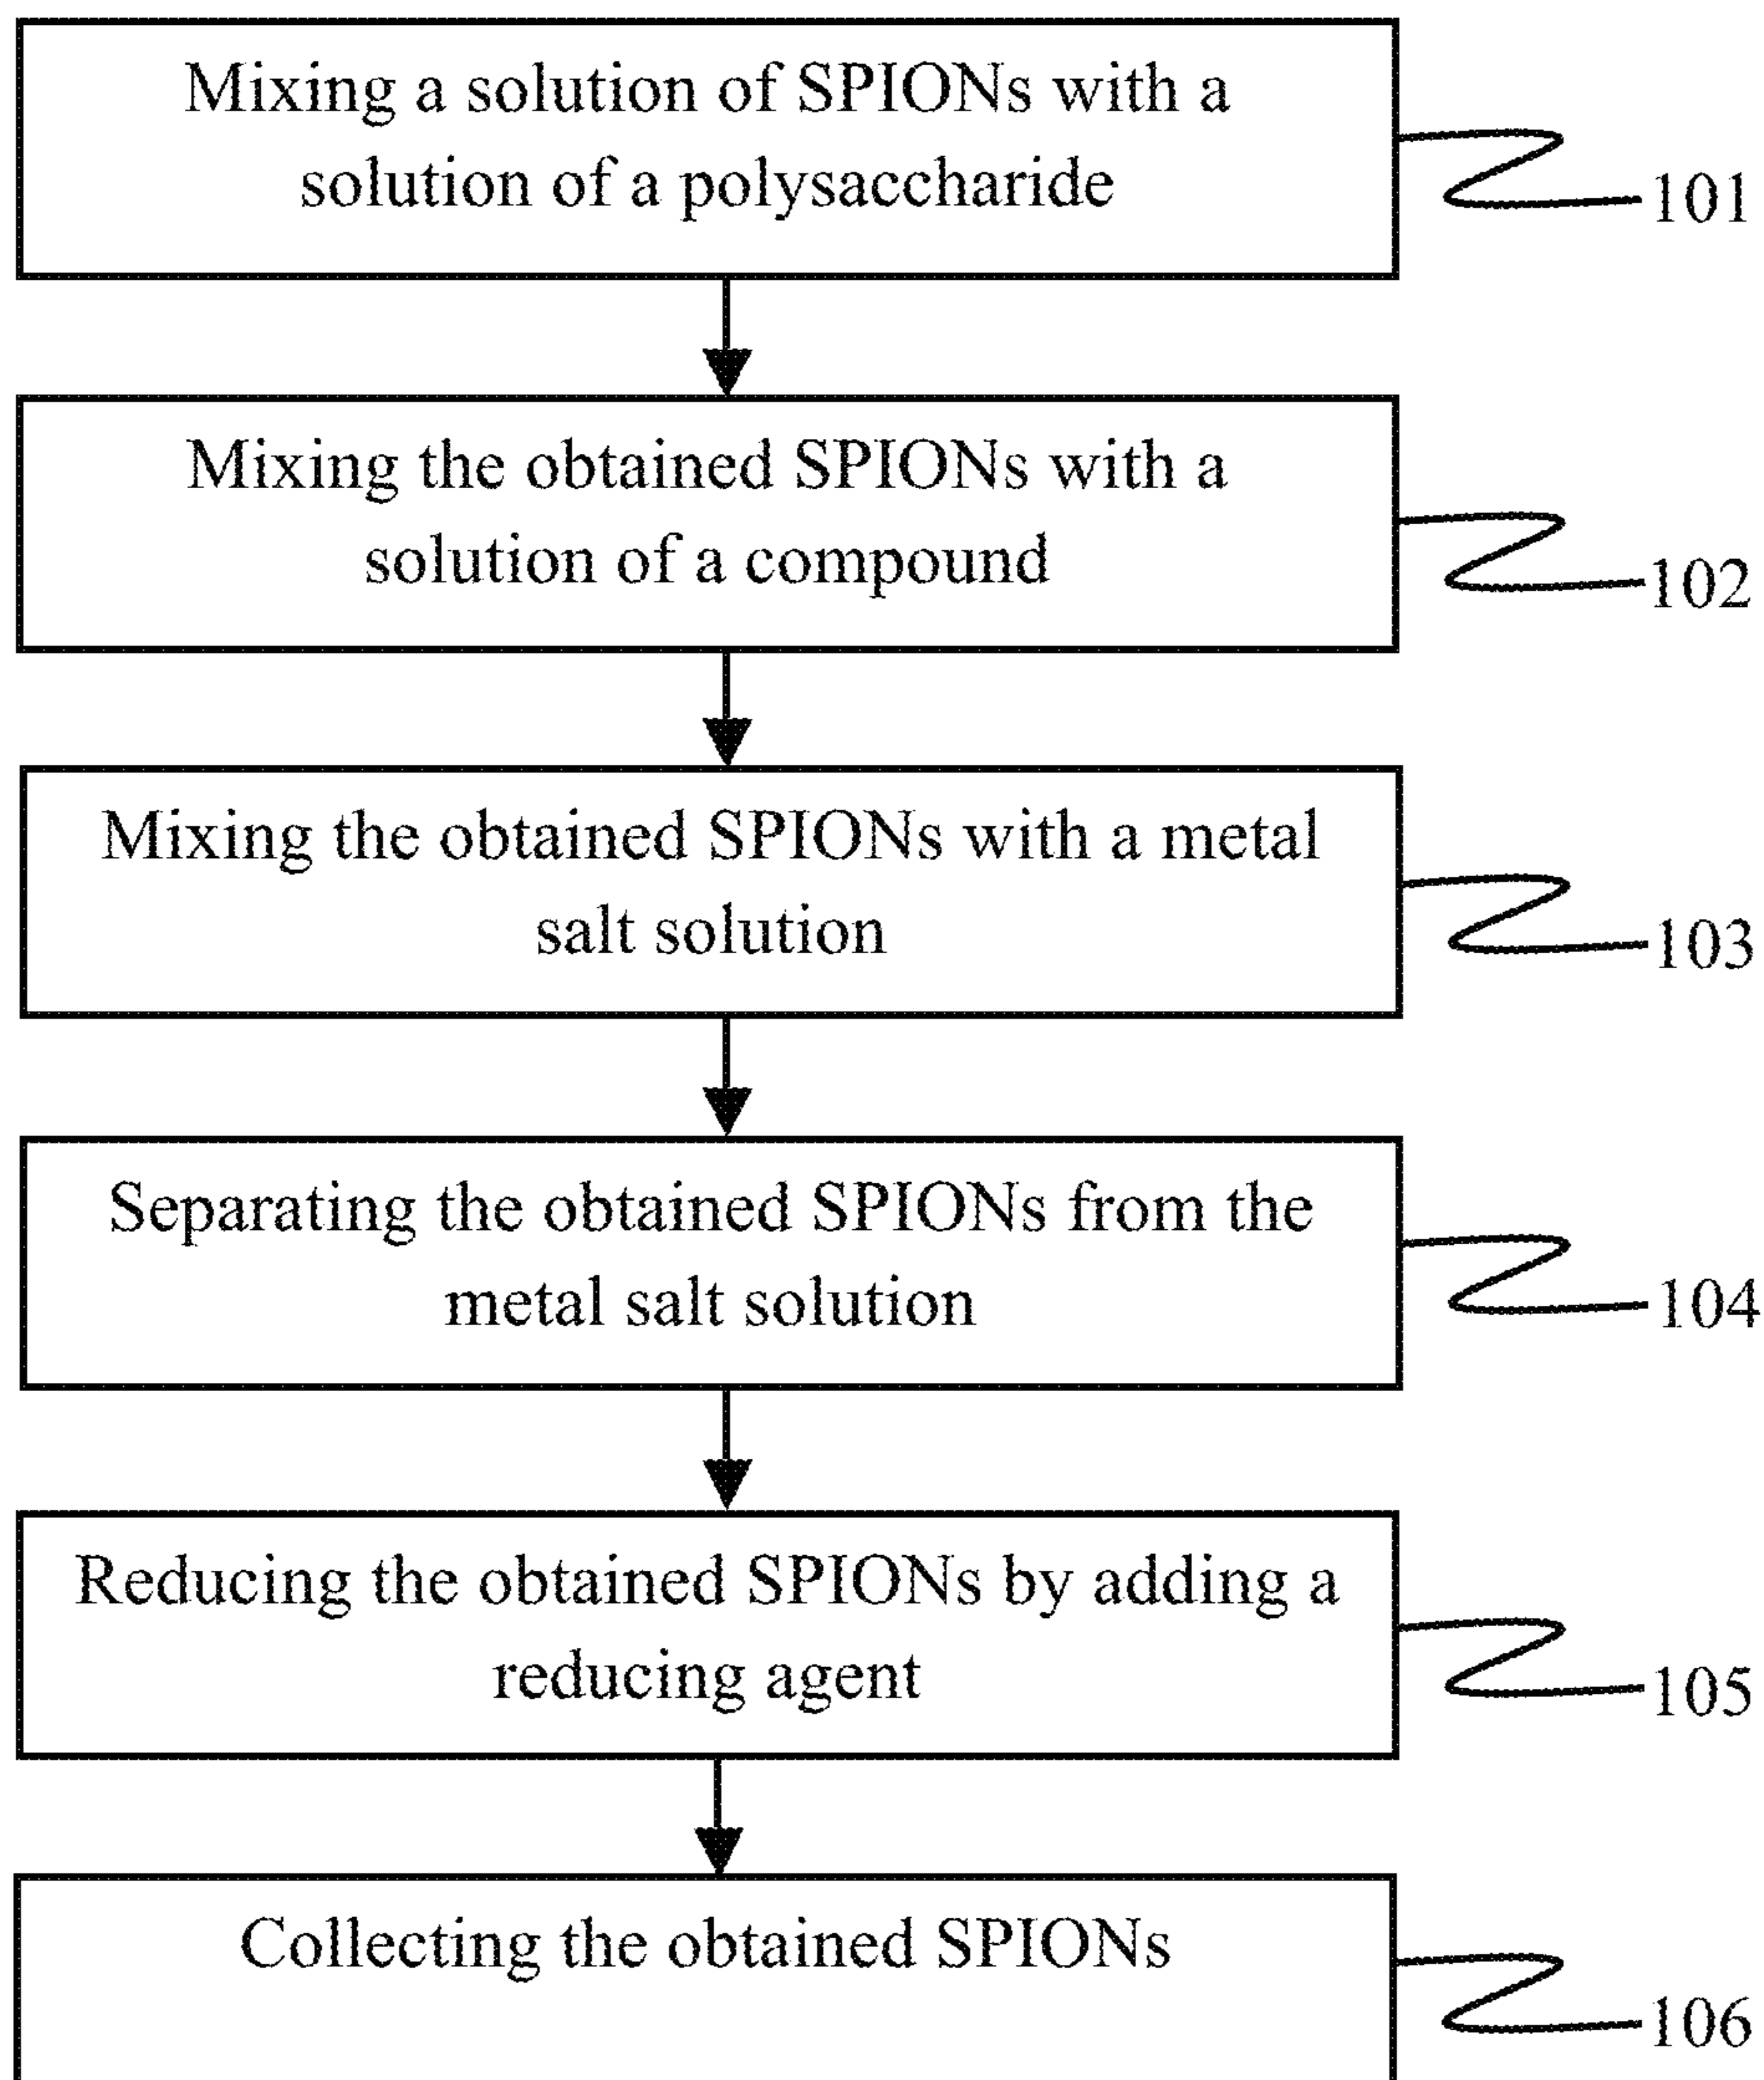 Mixing a solution of SPIONs with a
solution of a polysaccharide
101
Mixing the obtained SPIONs with a
solution of a compound
102
Mixing the obtained SPIONs with a metal
salt solution
103
Separating the obtained SPIONs from the
metal salt solution
104
Reducing the obtained SPIONs by adding a
reducing agent
105
Collecting the obtained SPIONs
106